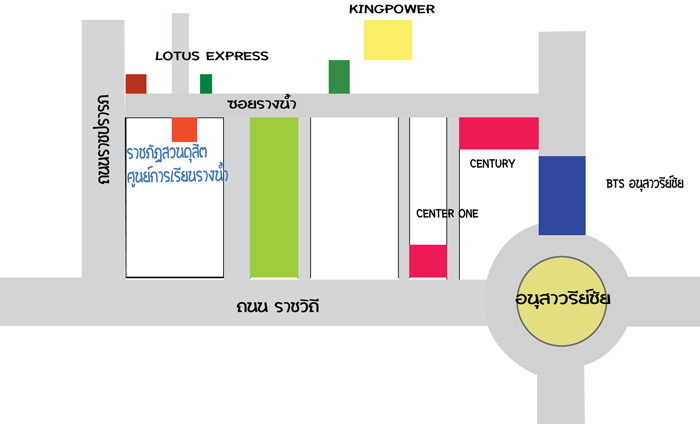 KINGPOWER
LOTUS EXPRESS
ถนนราชปรารภ
ซอยรางน้ำ
ราชภัฏสวนดุสิต
ศูนย์การเรียนรางน้ำ
CENTURY
BTS อนุสาวรีย์ชัย
CENTER ONE
อนุสาวรีย์ชัย
ถนน ราชวิถี